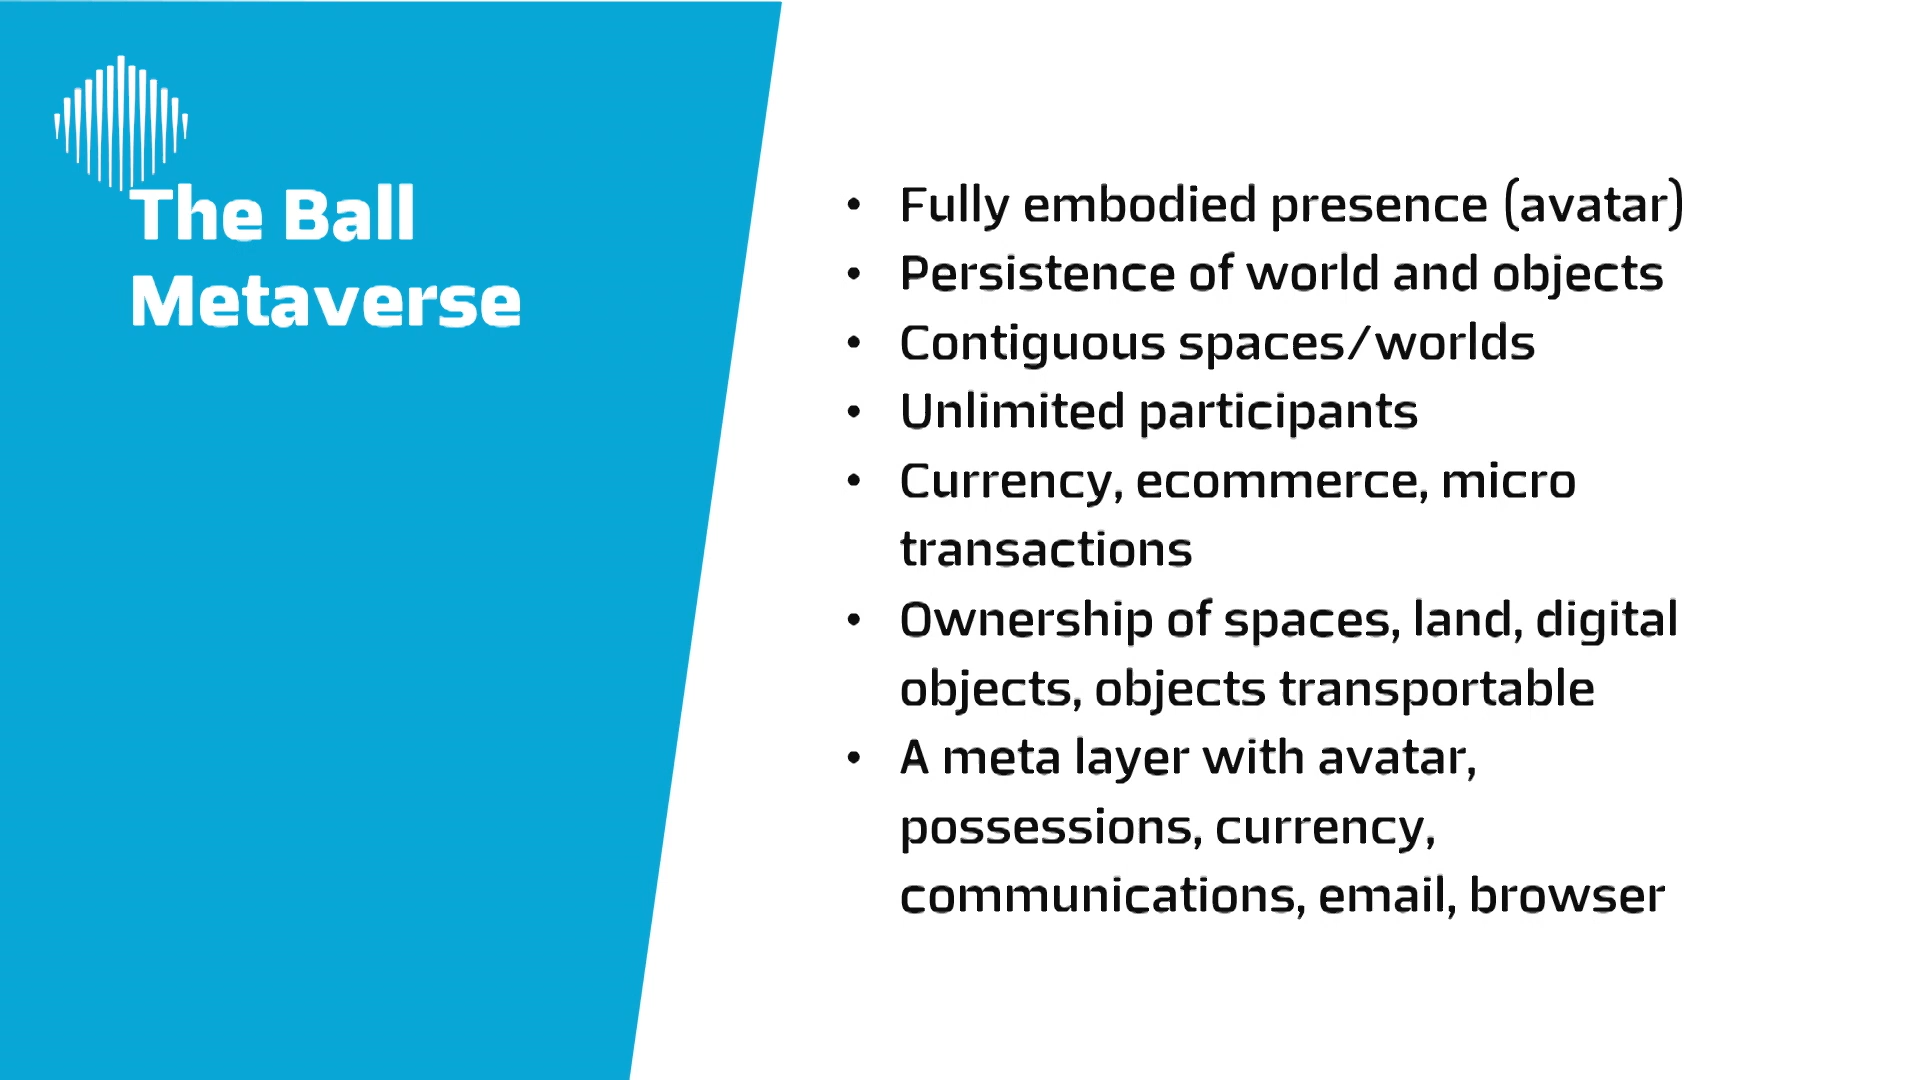 The Ball
Metaverse
• Fully embodied presence (avatar)
• Persistence of world and objects
• Contiguous spaces/worlds
• Unlimited participants
• Currency, ecommerce, micro
transactions
• Ownership of spaces, land, digital
objects, objects transportable
• A meta layer with avatar,
possessions, currency,
communications, email, browser